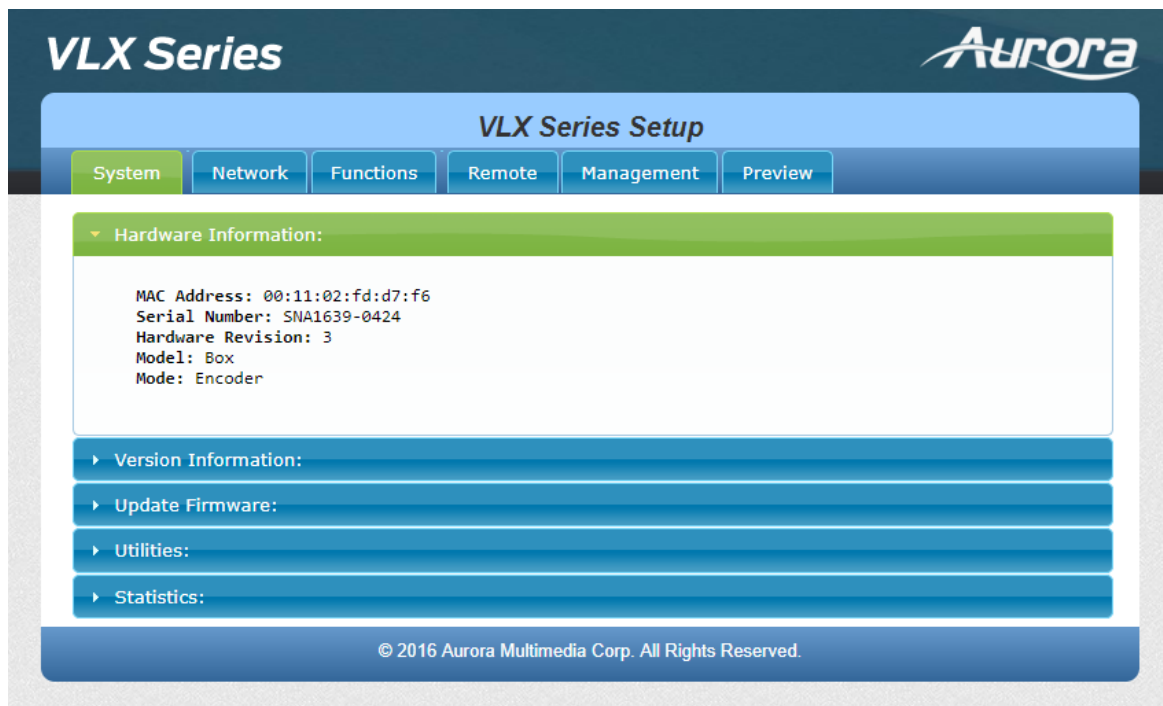 VLX Series
Aurora
VLX Series Setup
System Network Functions Remote Management Preview
Hardware Information:
MAC Address: 00:11:02:fd:d7:f6
Serial Number: SNA1639-0424
Hardware Revision: 3
Model: Box
Mode: Encoder
Version Information:
Update Firmware:
Utilities:
Statistics:
© 2016 Aurora Multimedia Corp. All Rights Reserved.